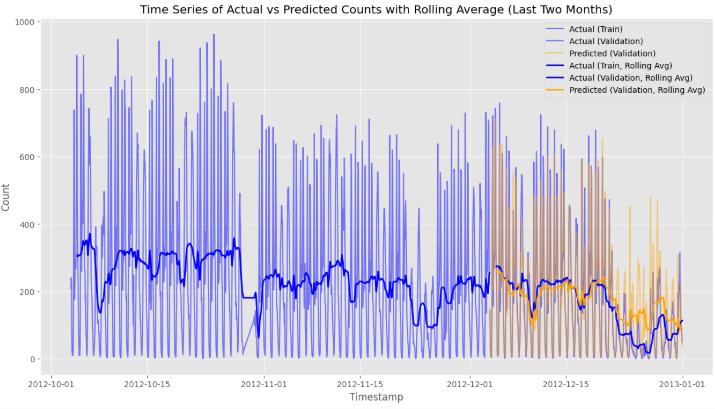 Time Series of Actual vs Predicted Counts with Rolling Average (Last Two Months)
Actual (Train)
Actual (Validation)
Predicted (Validation)
Actual (Train, Rolling Avg)
Actual (Validation, Rolling Avg)
Predicted (Validation, Rolling Avg)
Count
1000
800
600
400
200
0
2012-10-01
2012-10-15
2012-11-01
2012-11-15
2012-12-01
2012-12-15
2013-01-01
Timestamp